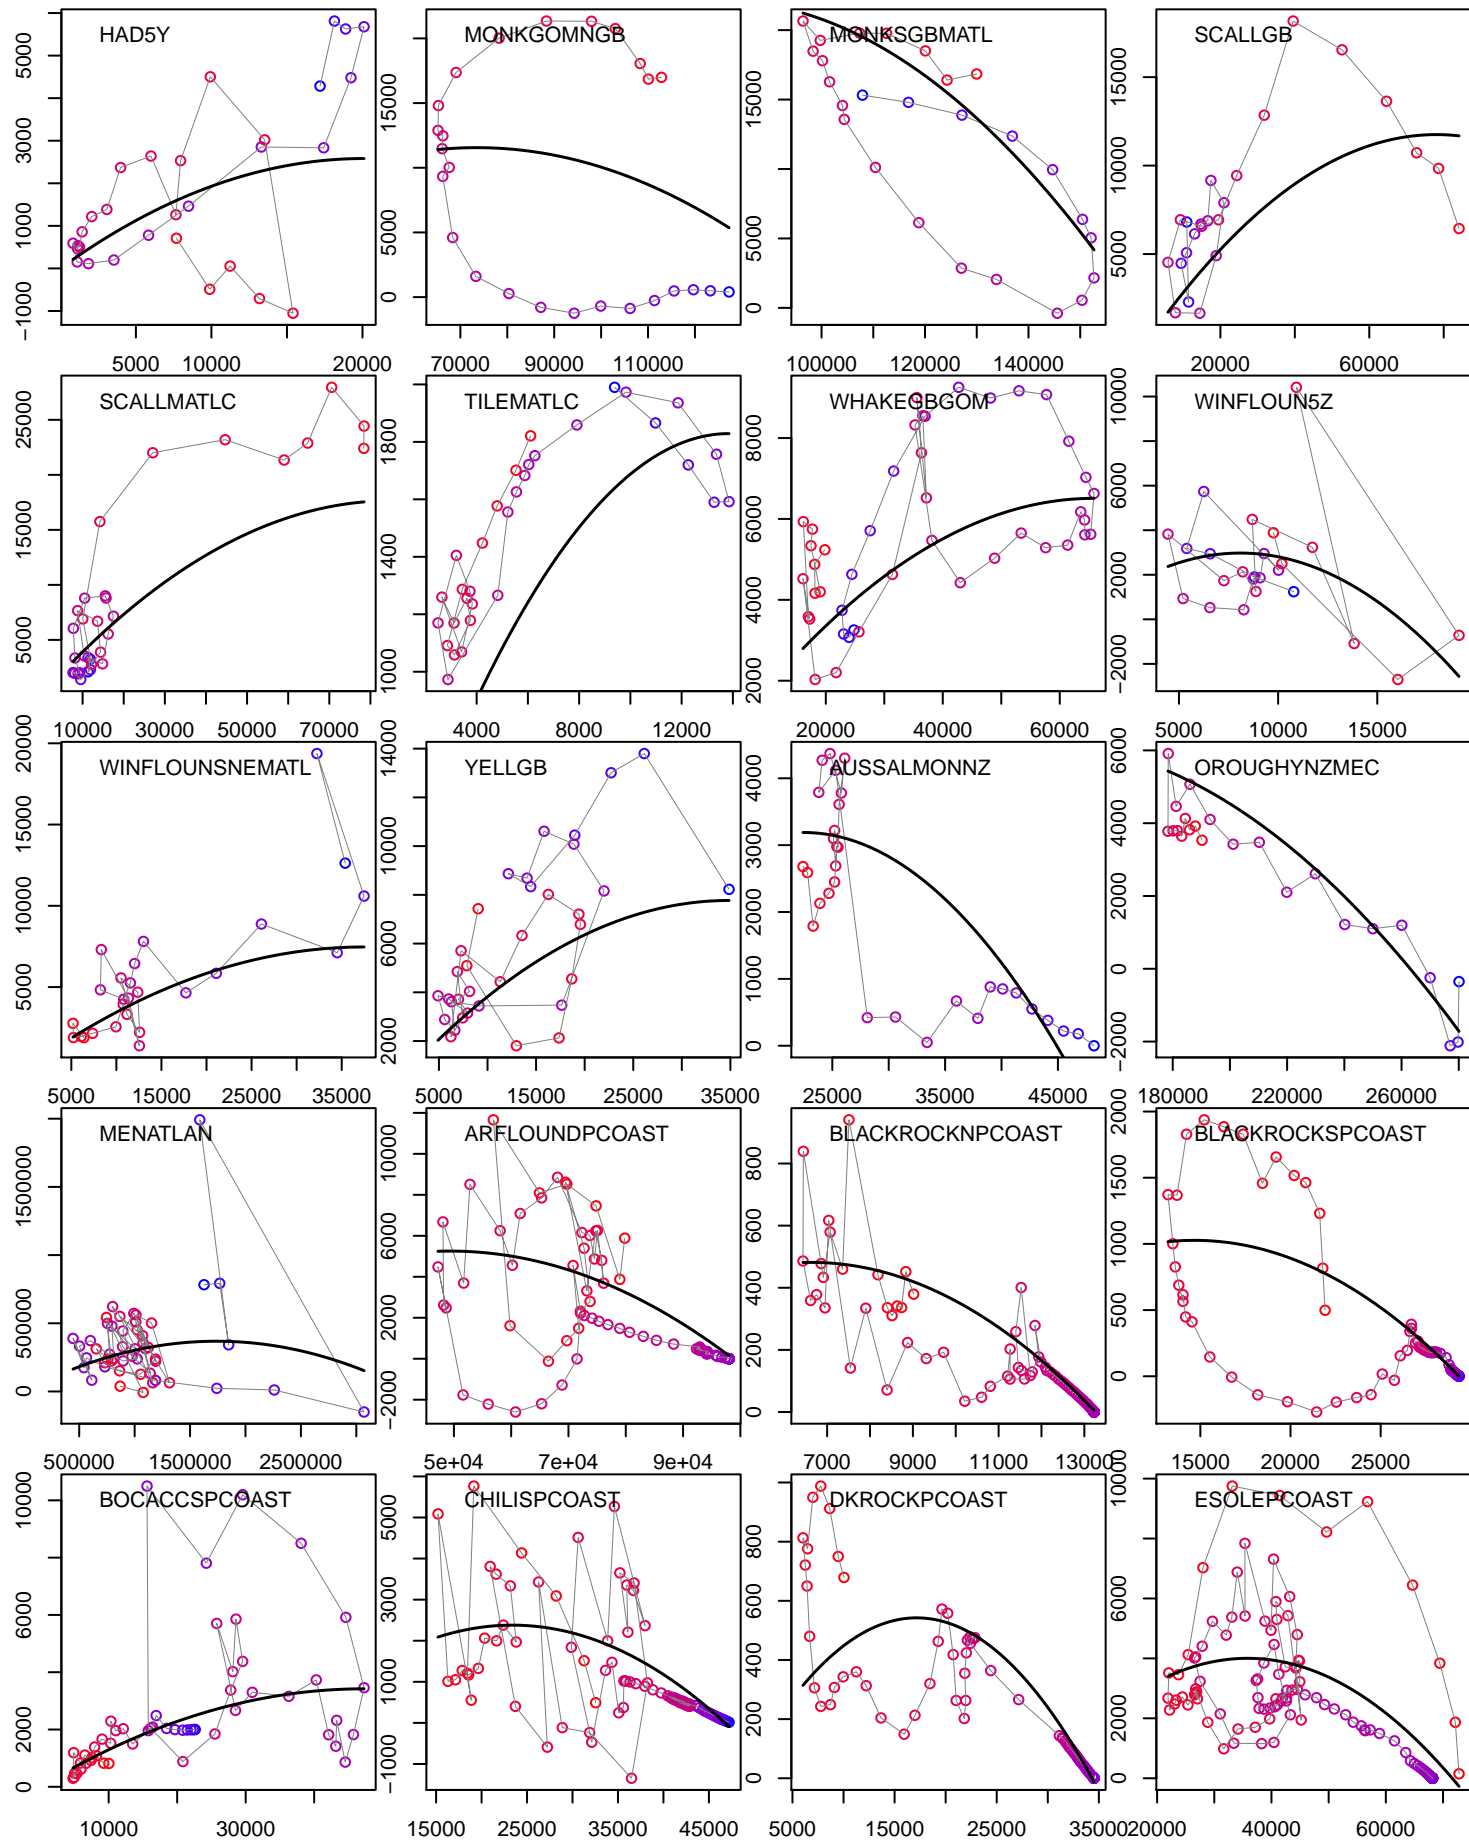 HAD5Y
−1000 1000 3000 5000
5000 10000 20000
MONKGOMNGB
0 5000 15000
70000 90000 110000
MONKSGBMATL
0 5000 15000
100000 120000 140000
SCALLGB
5000 10000 15000
20000 60000
SCALLMATLC
5000 15000 25000
10000 30000 50000 70000
TILEMATLC
1000 1400 1800
4000 8000 12000
WHAKEGBGOM
2000 4000 6000 8000
20000 40000 60000
WINFLOUN5Z
−2000 2000 6000 10000
5000 10000 15000
WINFLOUNSNEMATL
5000 10000 15000 20000
5000 15000 25000 35000
YELLGB
2000 6000 10000 14000
5000 15000 25000 35000
AUSSALMONNZ
0 1000 2000 3000 4000
25000 35000 45000
OROUGHYNZMEC
−2000 0 2000 4000 6000
180000 220000 260000
MENATLAN
0 500000 1500000
5000000 15000000 25000000
ARFLOUNDPCOAST
−2000 2000 6000 10000
5e+04 7e+04 9e+04
BLACKROCKNPCOAST
0 200 400 600 800
7000 9000 11000 13000
BLACKROCKSPCOAST
0 500 1000 1500 2000
15000 20000 25000
BOCACCSPCOAST
0 2000 6000 10000
10000 30000
CHILISPCOAST
−1000 1000 3000 5000
15000 25000 35000 45000
DKROCKPCOAST
0 200 400 600 800
5000 15000 25000 35000
ESOLEPCOAST
0 2000 6000 10000
20000 40000 60000